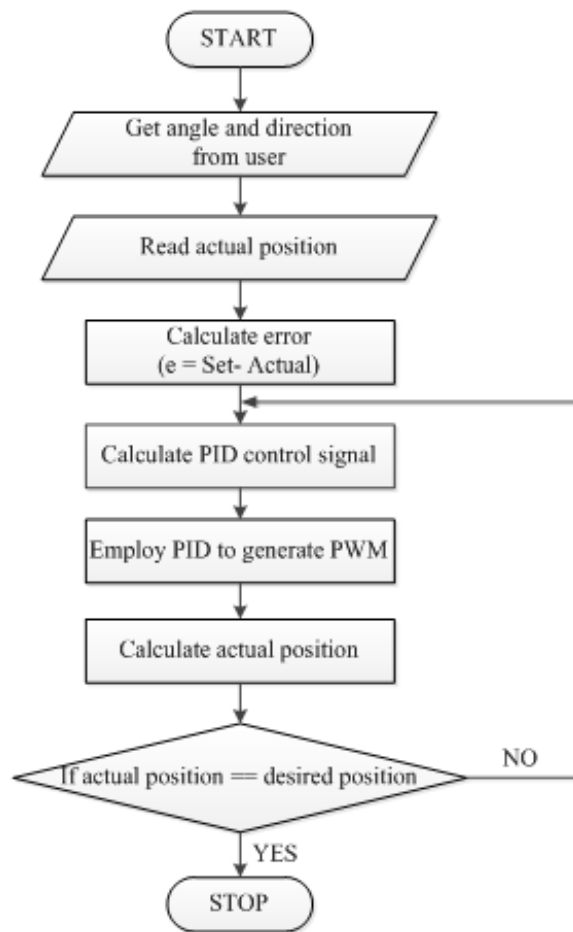 START
Get angle and direction
from user
Read actual position
Calculate error
(e = Set- Actual)
Calculate PID control signal
Employ PID to generate PWM
Calculate actual position
If actual position == desired position
NO
YES
STOP